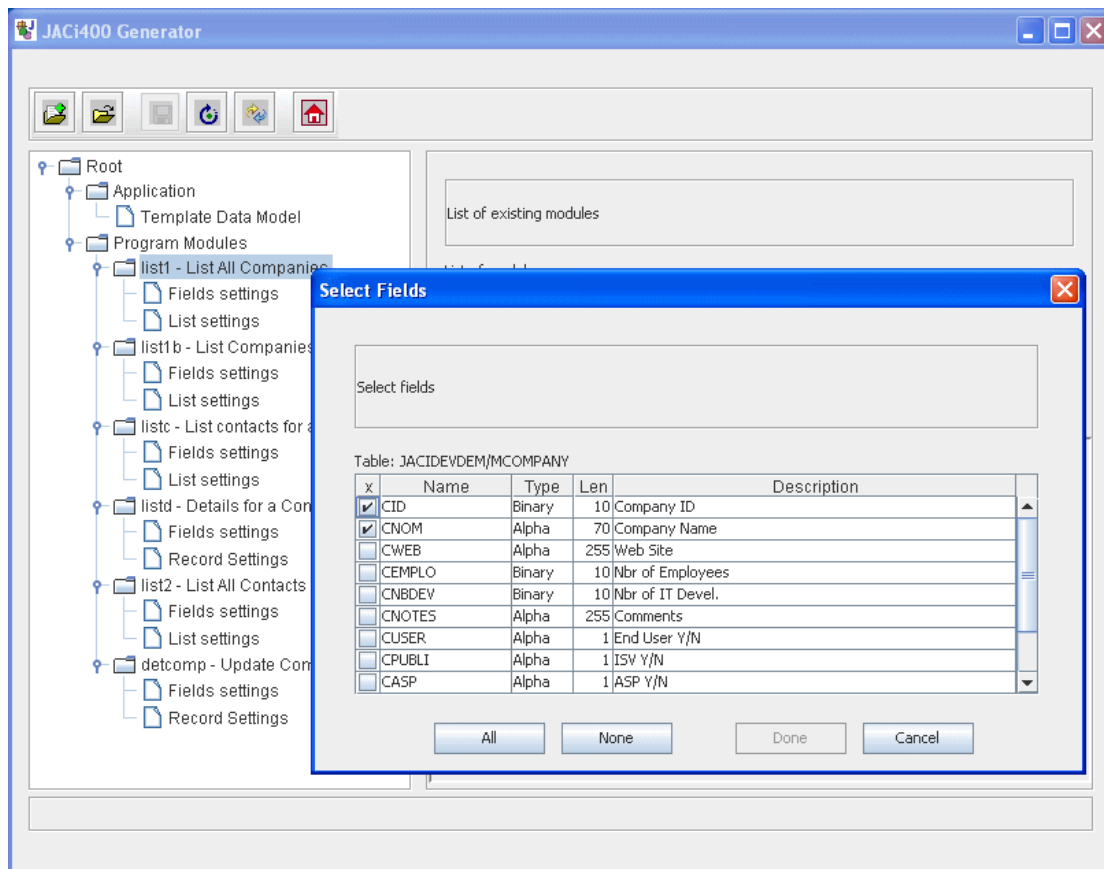 JACi400 Generator
Root
Application
Template Data Model
Program Modules
list1 - List All Companies
Fields settings
List settings
list1b - List Companies
Fields settings
List settings
listc - List contacts for a
Fields settings
List settings
listd - Details for a Con
Fields settings
Record Settings
list2 - List All Contacts
Fields settings
List settings
detcomp - Update Com
Fields settings
Record Settings
List of existing modules
Select Fields
Select fields
Table: JACIDEVDEM/MCOMPANY
x Name Type Len Description
CID Binary 10 Company ID
CNOM Alpha 70 Company Name
CWEB Alpha 255 Web Site
CEMPLO Binary 10 Nbr of Employees
CNBDEV Binary 10 Nbr of IT Devel.
CNOTES Alpha 255 Comments
CUSER Alpha 1 End User Y/N
CPUBLI Alpha 1 ISV Y/N
CASP Alpha 1 ASP Y/N
All None Done Cancel